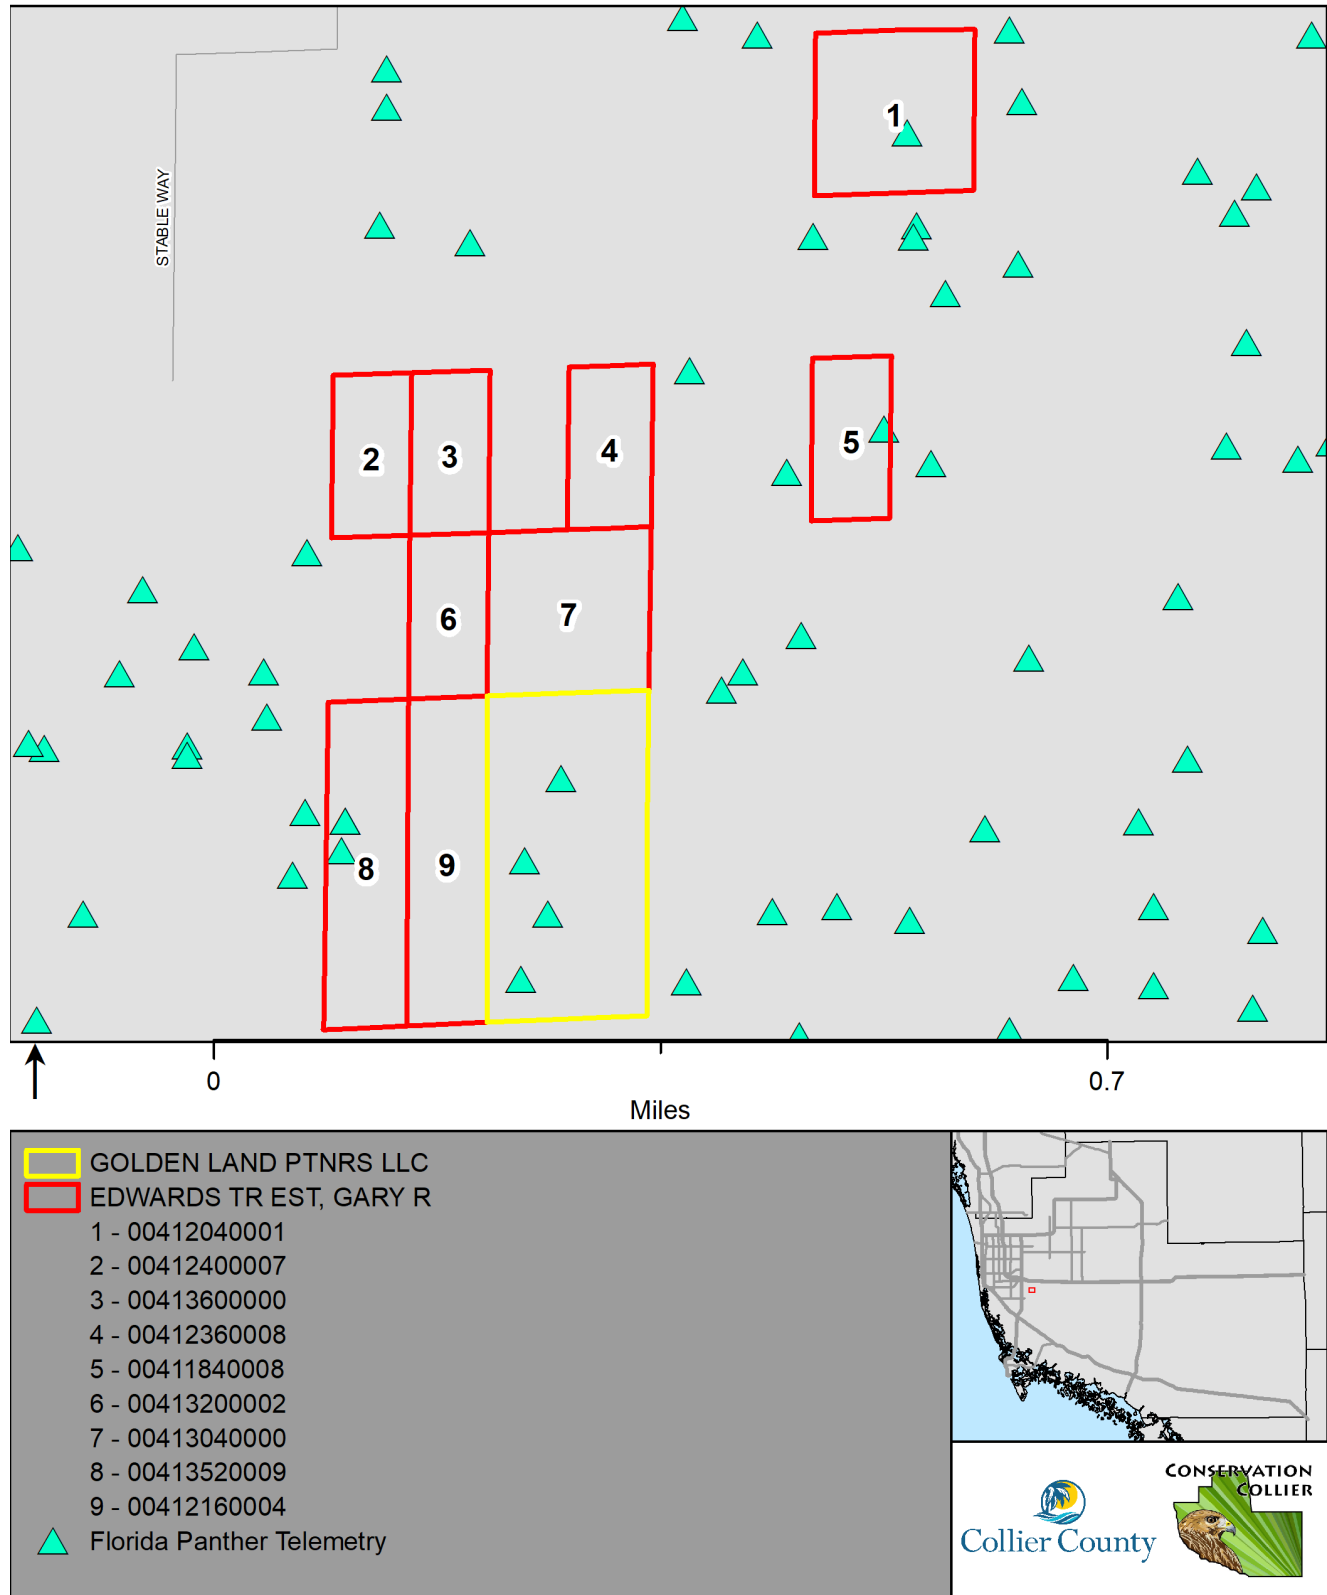 1
STABLE WAY
2
3
4
5
6
7
8
9
0
0.7
Miles
GOLDEN LAND PTNRS LLC
EDWARDS TR EST, GARY R
1 - 00412040001
2 - 00412400007
3 - 00413600000
4 - 00412360008
5 - 00411840008
6 - 00413200002
7 - 00413040000
8 - 00413520009
9 - 00412160004
Florida Panther Telemetry
Collier County
CONSERVATION
COLLIER